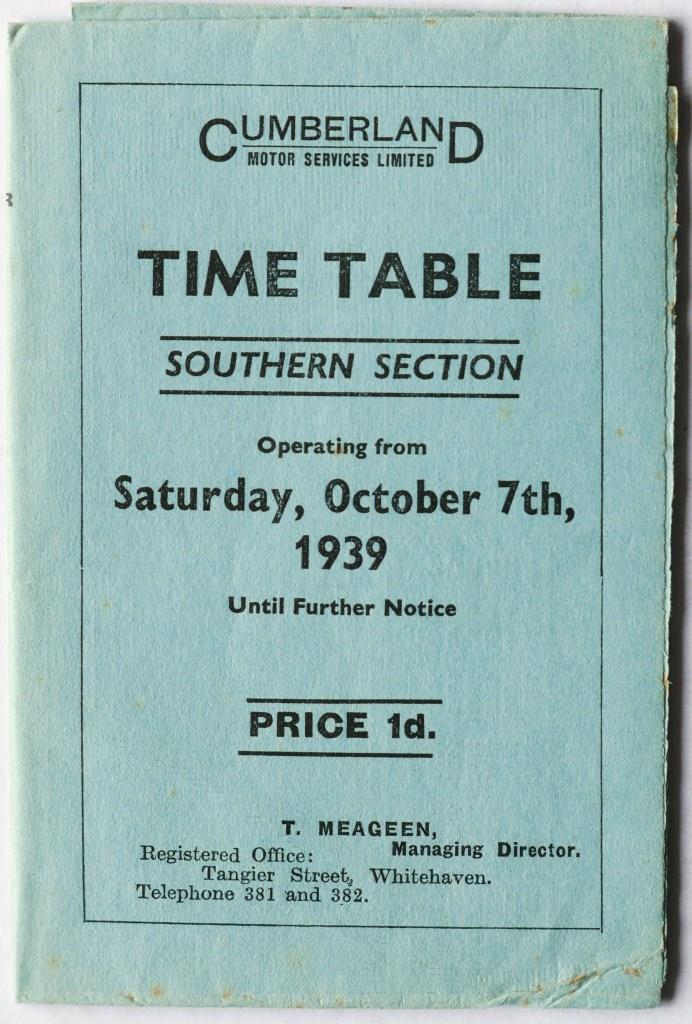 CUMBERLAND
MOTOR SERVICES LIMITED
TIME TABLE
SOUTHERN SECTION
Operating from
Saturday, October 7th,
1939
Until Further Notice
PRICE 1d.
T. MEAGEEN,
Managing Director.
Registered Office:
Tangier Street, Whitehaven.
Telephone 381 and 382.